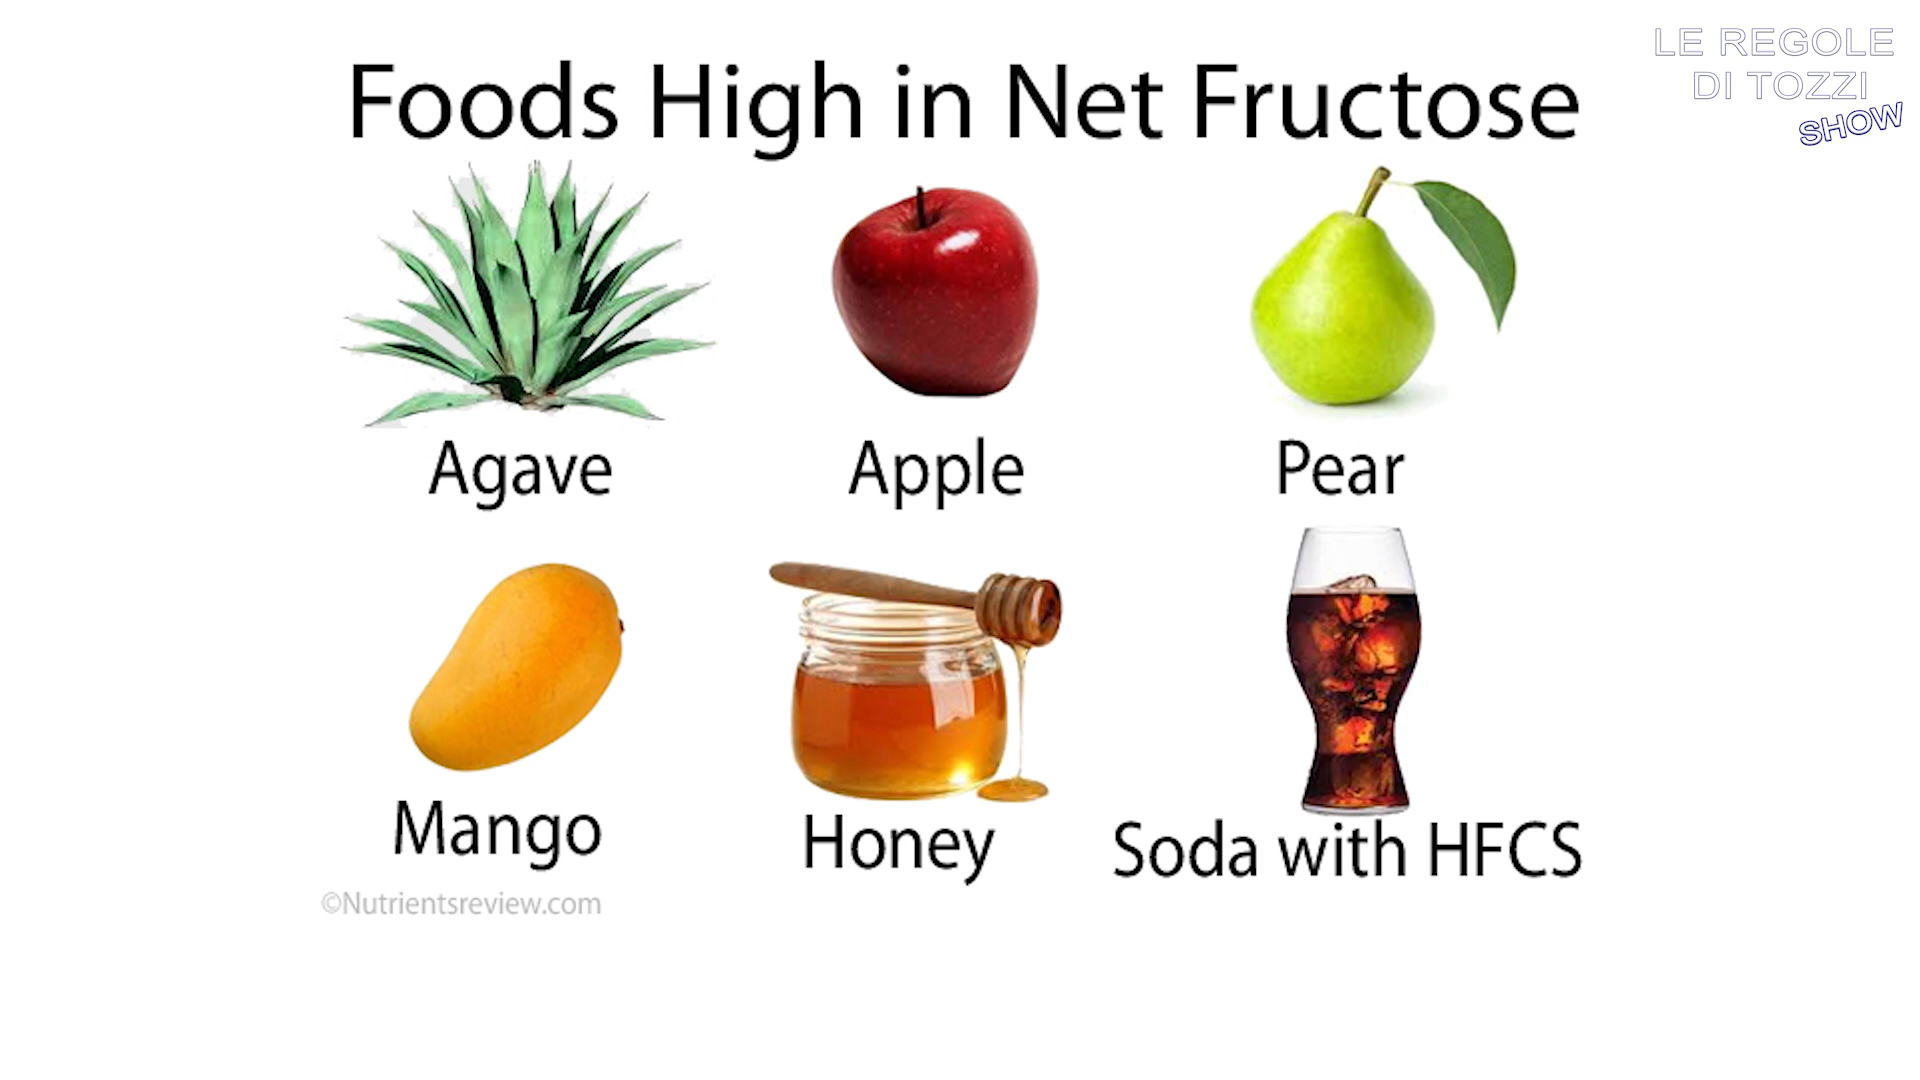 LE REGOLE
DI TOZZI
SHOW
Foods High in Net Fructose
Agave
Apple
Pear
Mango
Honey
Soda with HFCS
©Nutrientsreview.com